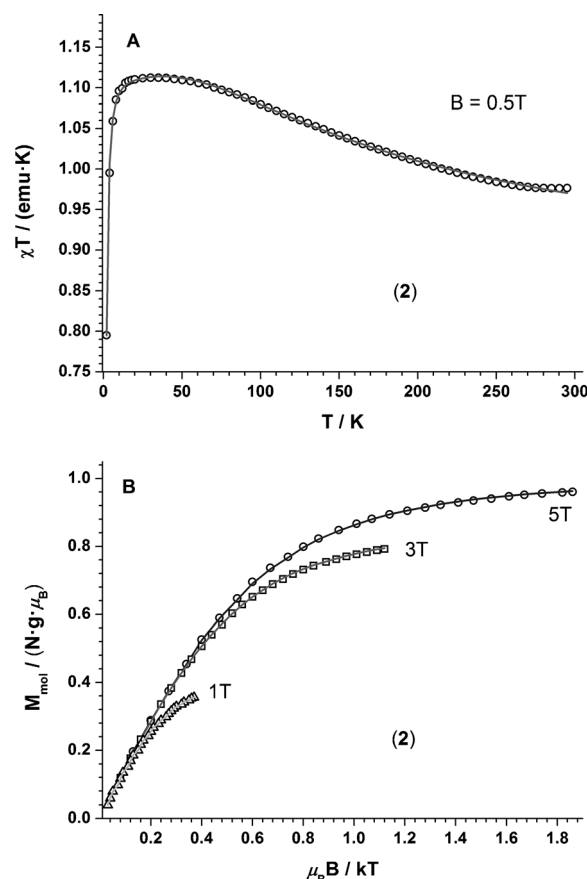 A
1.15
1.10
B = 0.5T
1.05
1.00
0.95
0.90
0.85
(2)
0.80
0.75
0 50 100 150 200 250 300
χT / (emu·K)
T / K
B
1.0
0.8
5T
3T
0.6
0.4
1T
0.2
(2)
0.0
0.2 0.4 0.6 0.8 1.0 1.2 1.4 1.6 1.8
M_mol / (N·g·μ_B)
μ_B B / kT